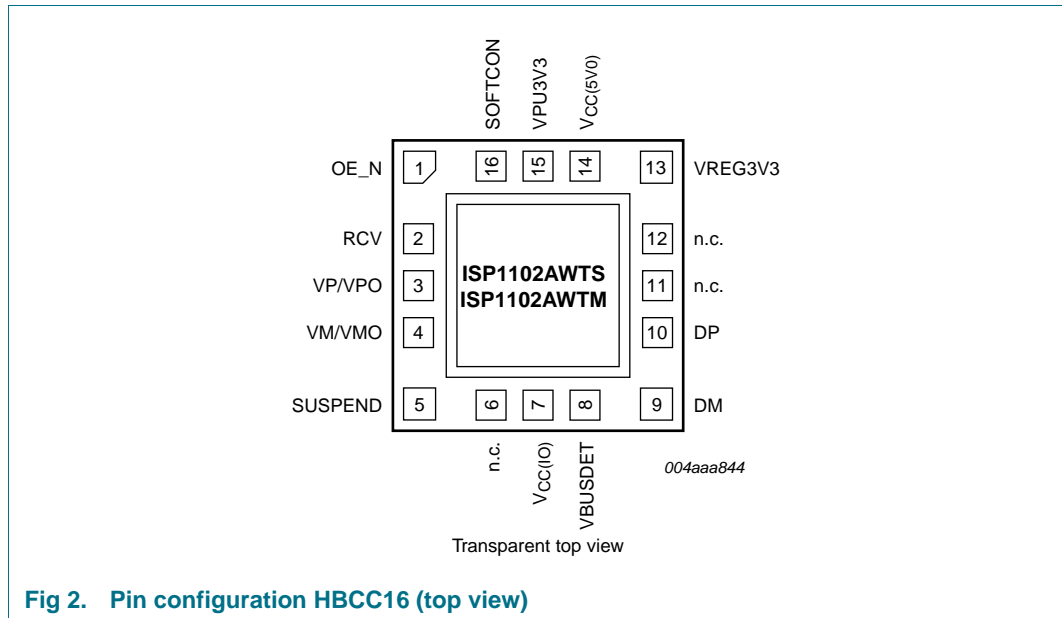 SOFTCON
VPU3V3
VCC(5V0)
16
15
14
OE_N 1
13 VREG3V3
RCV 2
12 n.c.
VP/VPO 3
ISP1102AWTS
11 n.c.
ISP1102AWTM
VM/VMO 4
10 DP
SUSPEND 5
9 DM
6
7
8
n.c.
VCC(IO)
VBUSDET
004aaa844
Transparent top view
Fig 2. Pin configuration HBCC16 (top view)